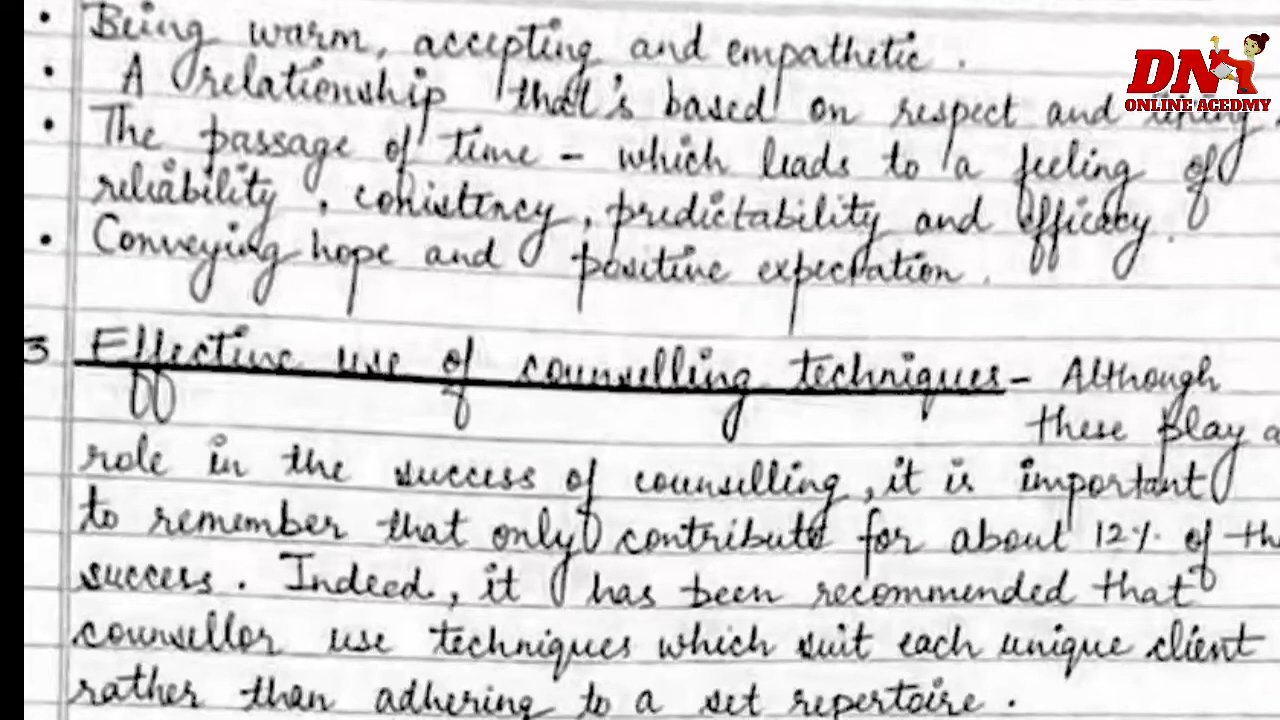 • Being warm, accepting and empathetic.
DN
ONLINE ACEDMY
• A relationship that's based on respect and
• The passage of time - which leads to a feeling of
reliability, conistency, predictability and efficacy.
• Conveying hope and positive expectation.
3 Effective use of counselling techniques - Although
these play a
role in the success of counselling, it is important
to remember that only contribute for about 12% of th
success. Indeed, it has been recommended that
counsellor use techniques which suit each unique client
rather than adhering to a set repertoire.